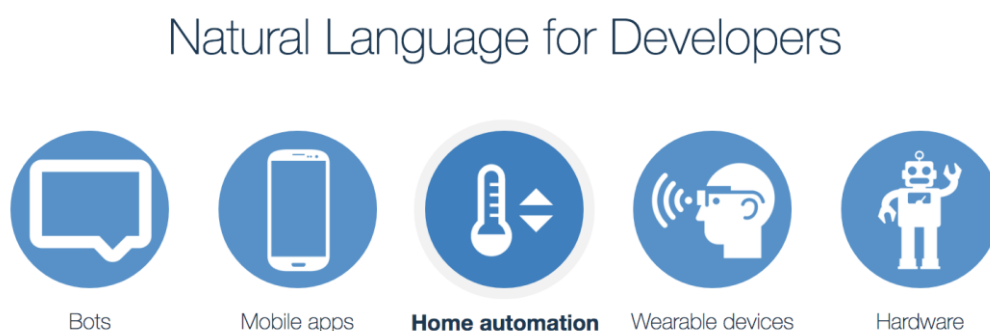 Natural Language for Developers
Bots
Mobile apps
Home automation
Wearable devices
Hardware